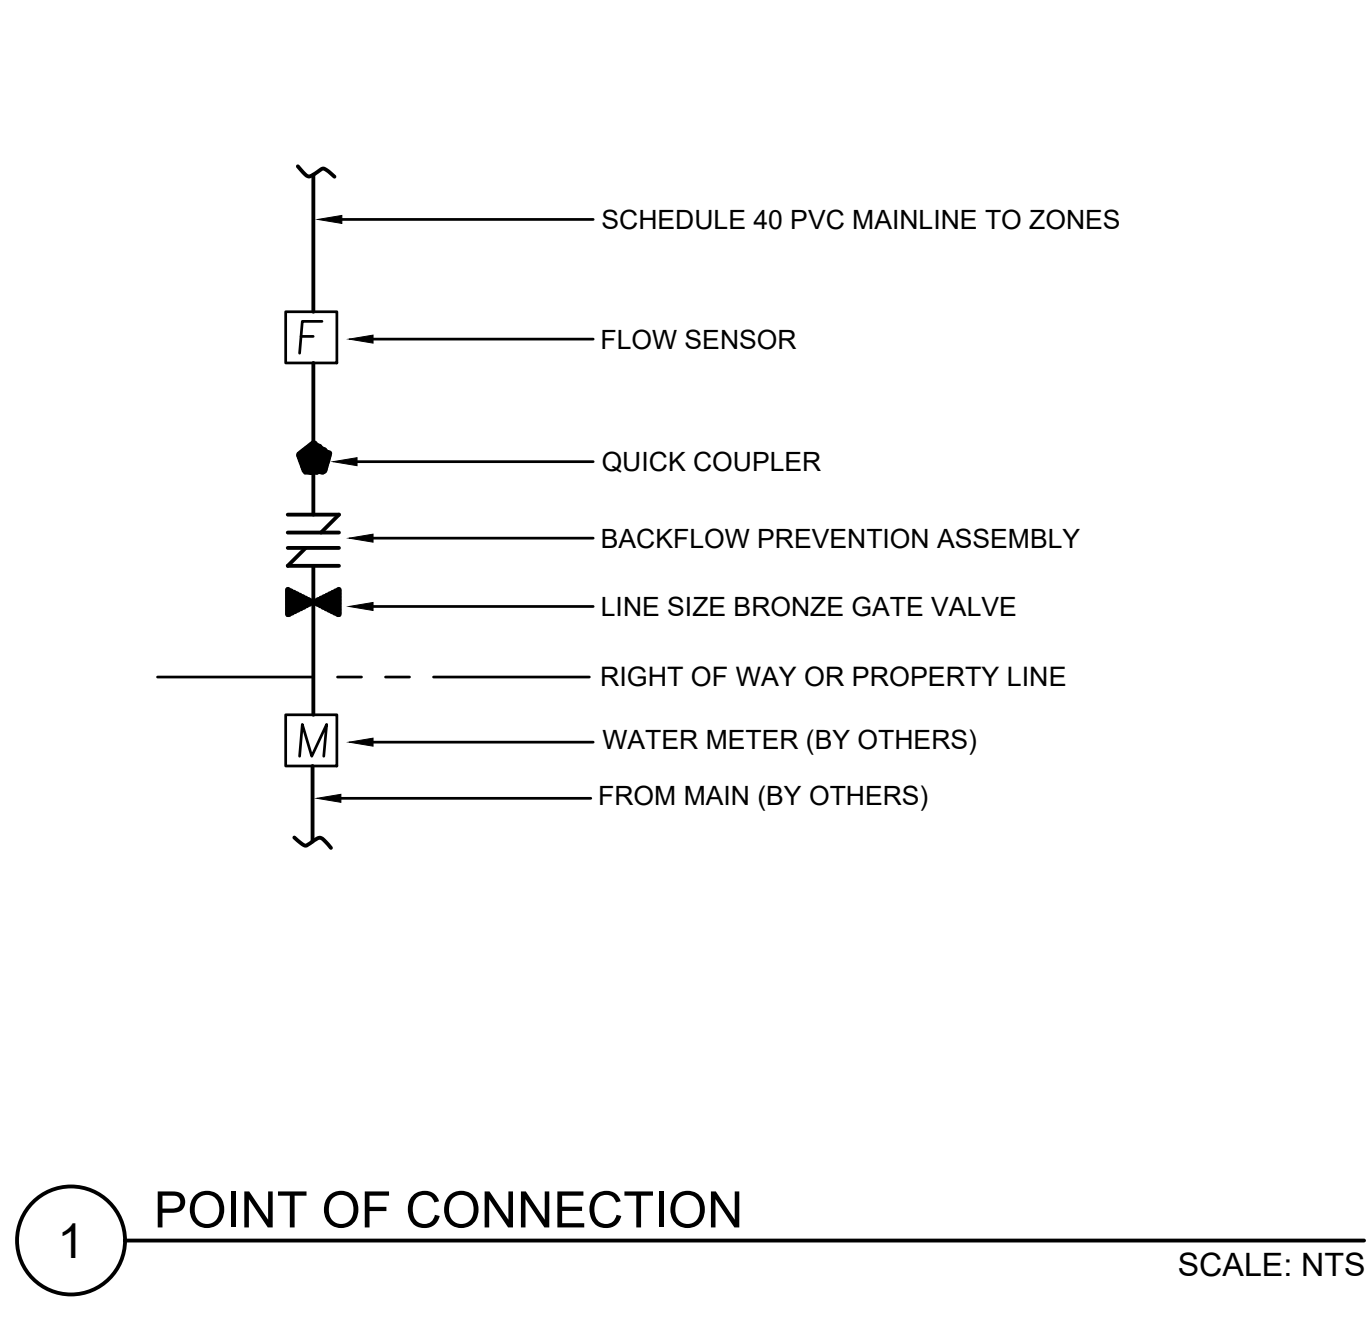 SCHEDULE 40 PVC MAINLINE TO ZONES
F
FLOW SENSOR
QUICK COUPLER
BACKFLOW PREVENTION ASSEMBLY
LINE SIZE BRONZE GATE VALVE
RIGHT OF WAY OR PROPERTY LINE
M
WATER METER (BY OTHERS)
FROM MAIN (BY OTHERS)
1
POINT OF CONNECTION
SCALE: NTS